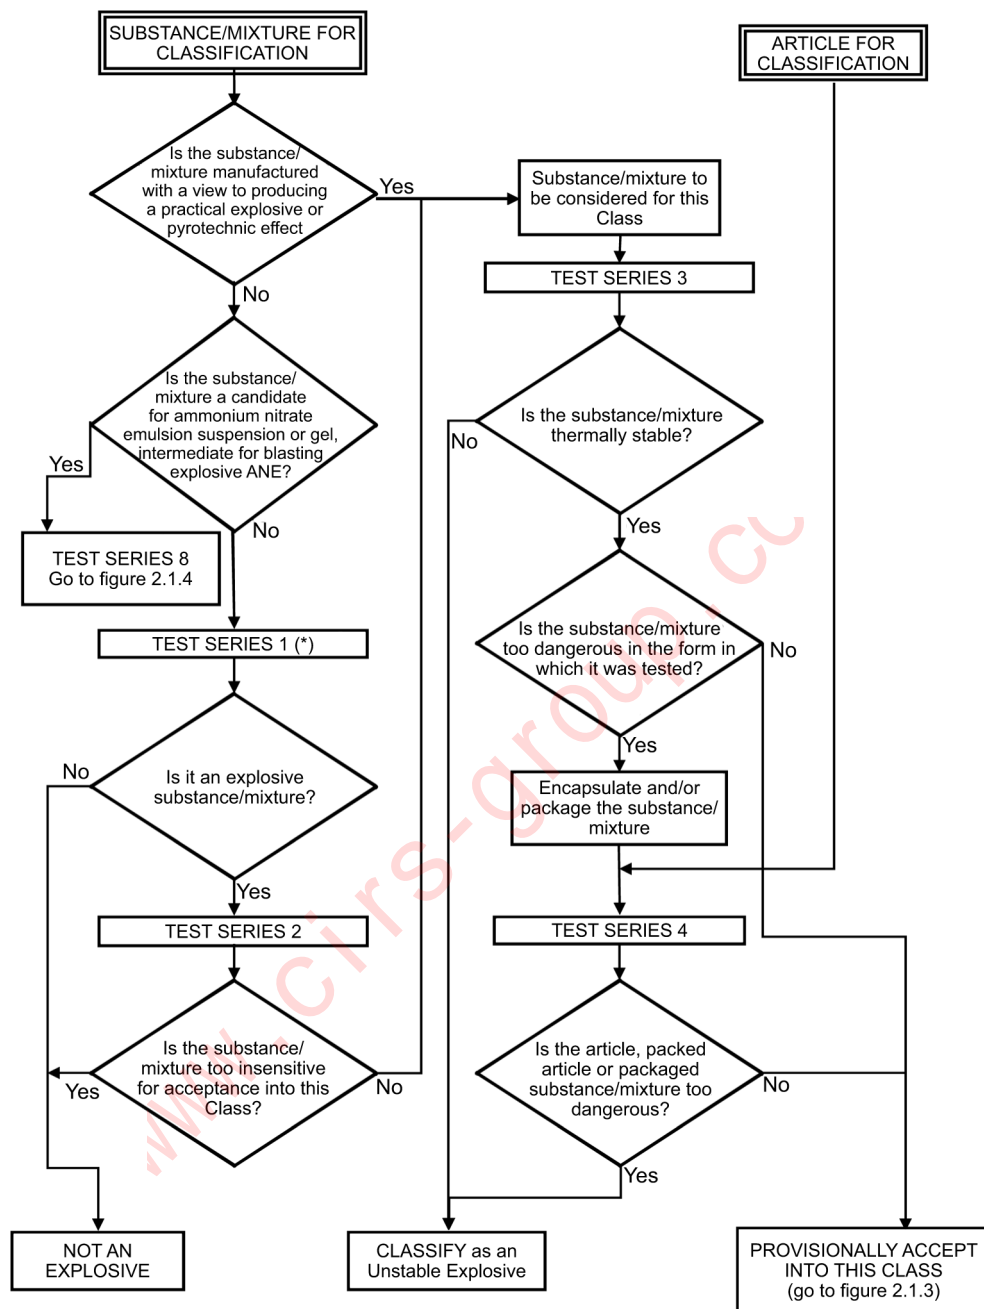 SUBSTANCE/MIXTURE FOR
CLASSIFICATION
ARTICLE FOR
CLASSIFICATION
Is the substance/
mixture manufactured
with a view to producing
a practical explosive or
pyrotechnic effect
Yes
No
Substance/mixture to
be considered for this
Class
TEST SERIES 3
Is the substance/
mixture a candidate
for ammonium nitrate
emulsion suspension or gel,
intermediate for blasting
explosive ANE?
Yes
No
Is the substance/mixture
thermally stable?
No
Yes
TEST SERIES 8
Go to figure 2.1.4
TEST SERIES 1 (*)
Is the substance/mixture
too dangerous in the form in
which it was tested?
No
Yes
Is it an explosive
substance/mixture?
No
Yes
Encapsulate and/or
package the substance/
mixture
TEST SERIES 2
TEST SERIES 4
Is the substance/
mixture too insensitive
for acceptance into this
Class?
Yes
No
Is the article, packed
article or packaged
substance/mixture too
dangerous?
No
Yes
NOT AN
EXPLOSIVE
CLASSIFY as an
Unstable Explosive
PROVISIONALLY ACCEPT
INTO THIS CLASS
(go to figure 2.1.3)
www.cirs-group.co